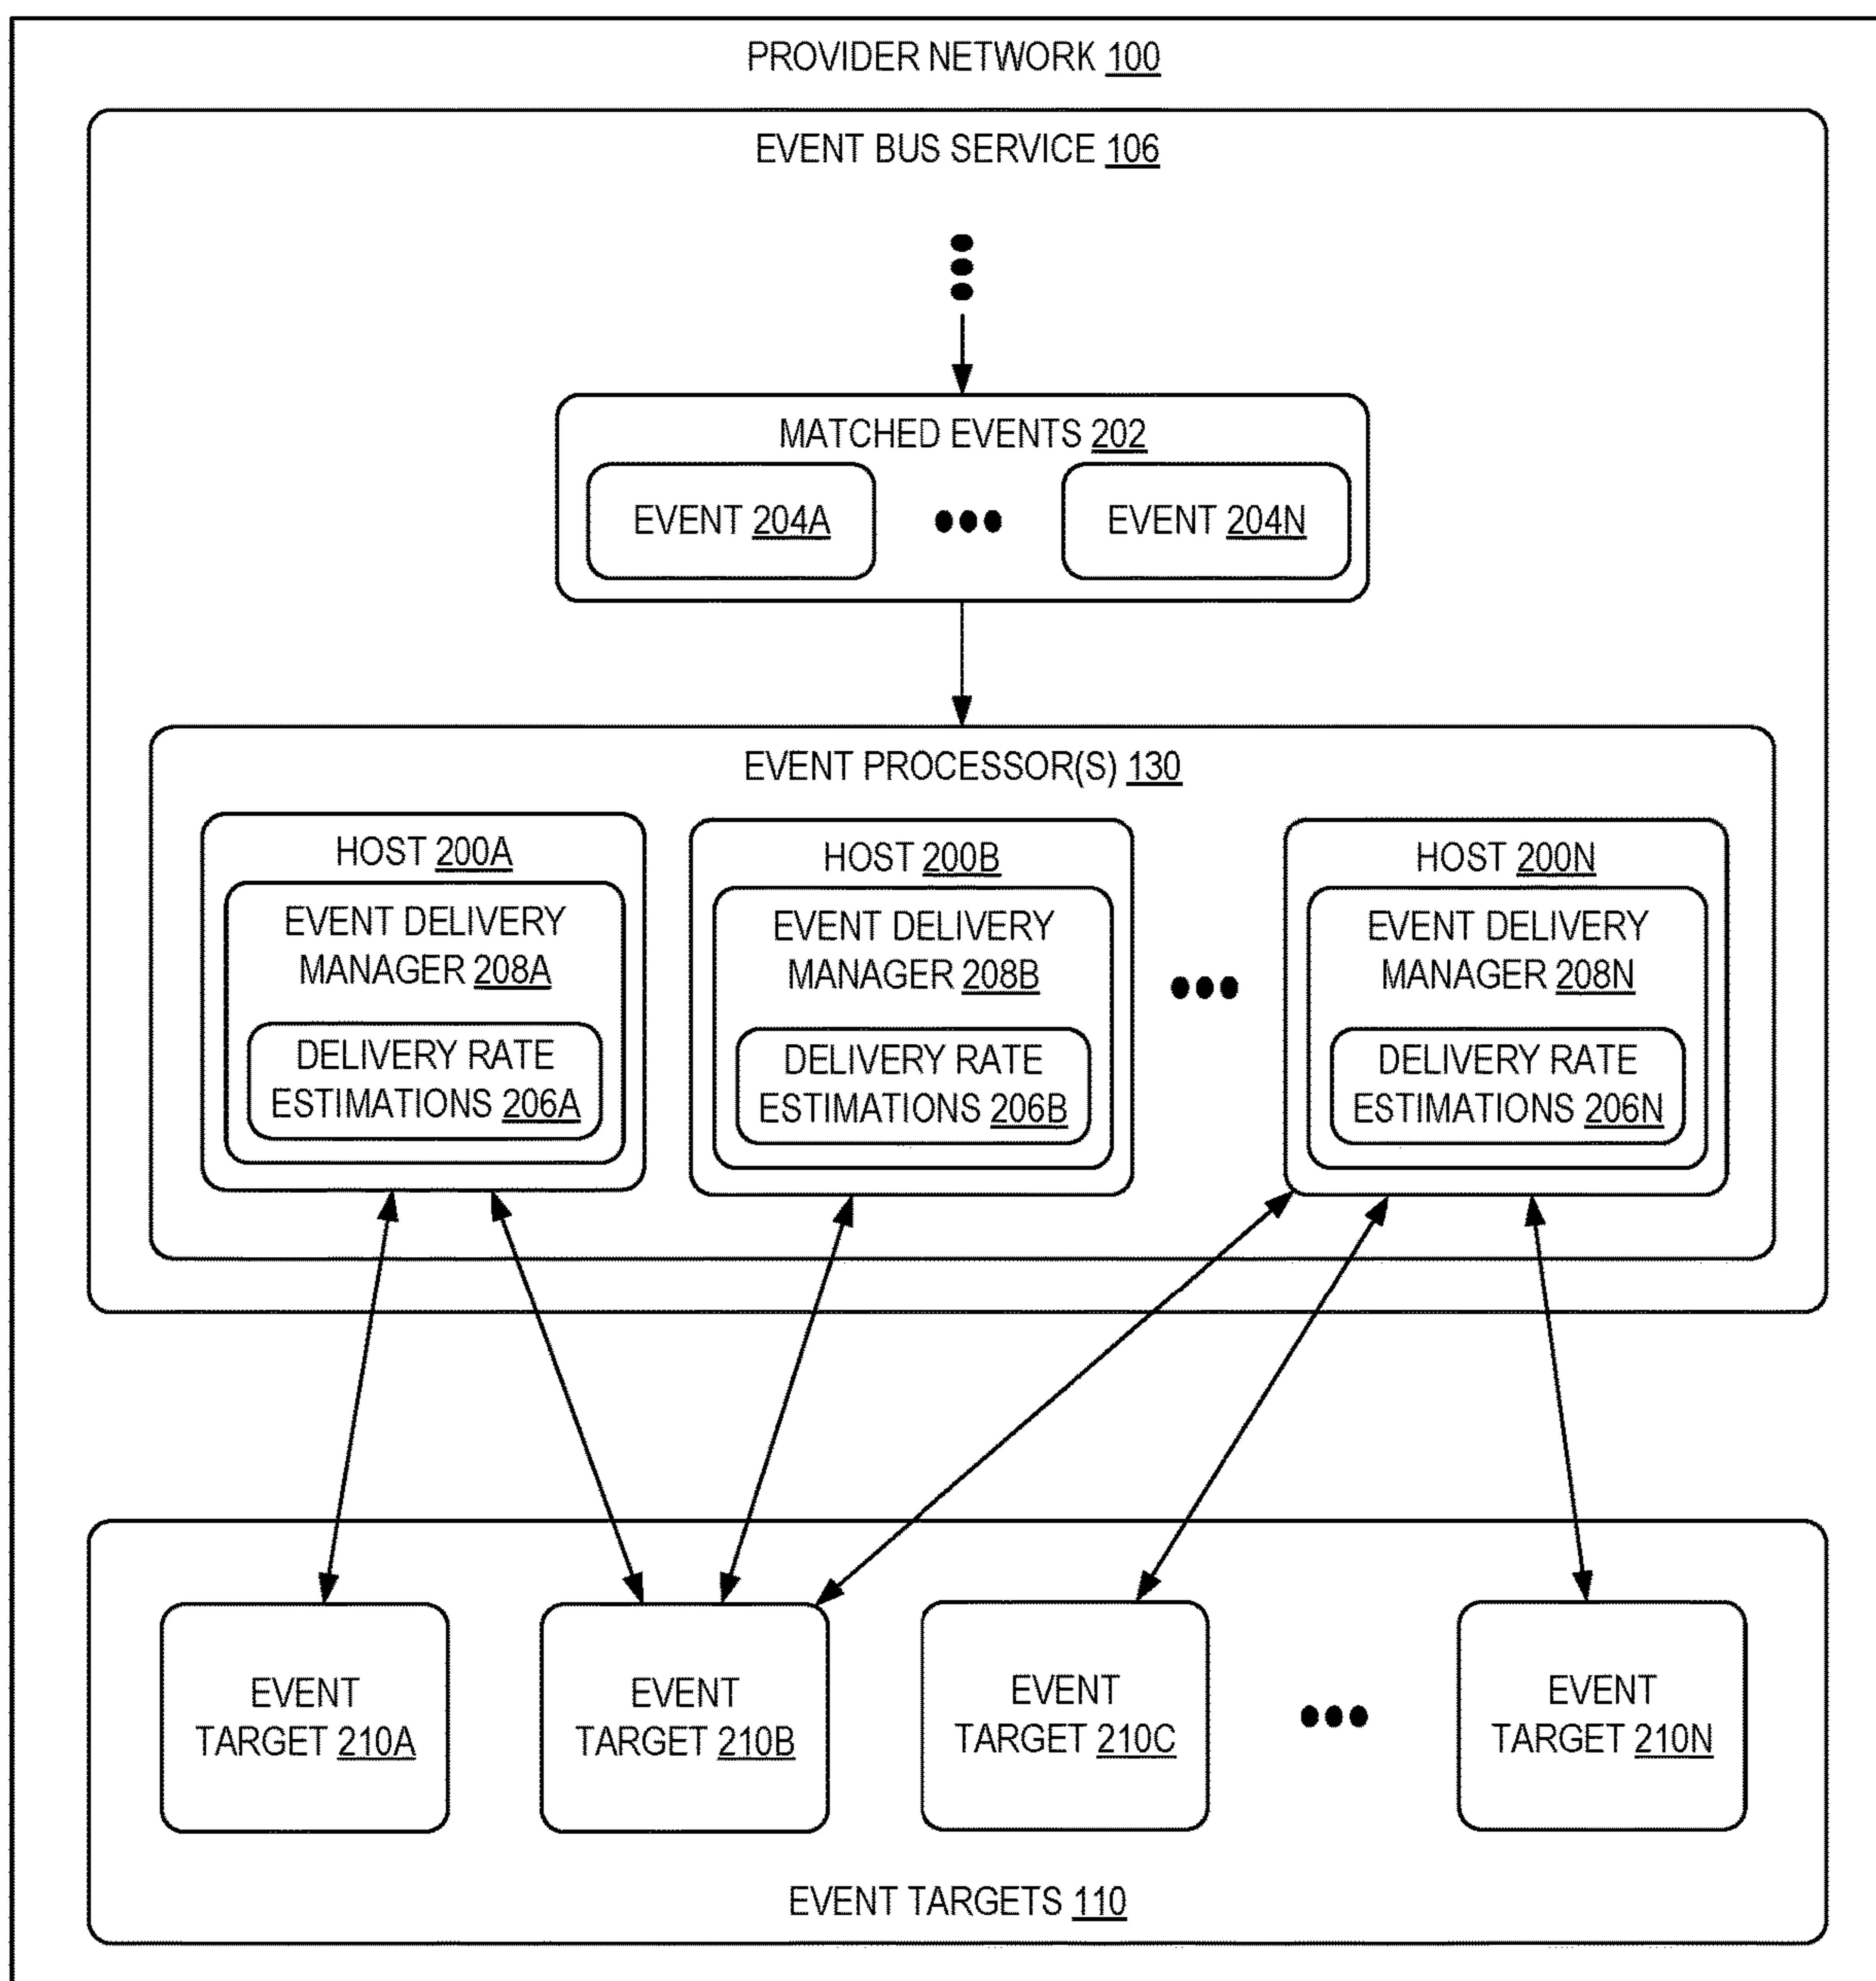 PROVIDER NETWORK 100
EVENT BUS SERVICE 106
MATCHED EVENTS 202
EVENT 204A
EVENT 204N
EVENT PROCESSOR(S) 130
HOST 200A
EVENT DELIVERY
MANAGER 208A
DELIVERY RATE
ESTIMATIONS 206A
HOST 200B
EVENT DELIVERY
MANAGER 208B
DELIVERY RATE
ESTIMATIONS 206B
HOST 200N
EVENT DELIVERY
MANAGER 208N
DELIVERY RATE
ESTIMATIONS 206N
EVENT
TARGET 210A
EVENT
TARGET 210B
EVENT
TARGET 210C
EVENT
TARGET 210N
EVENT TARGETS 110